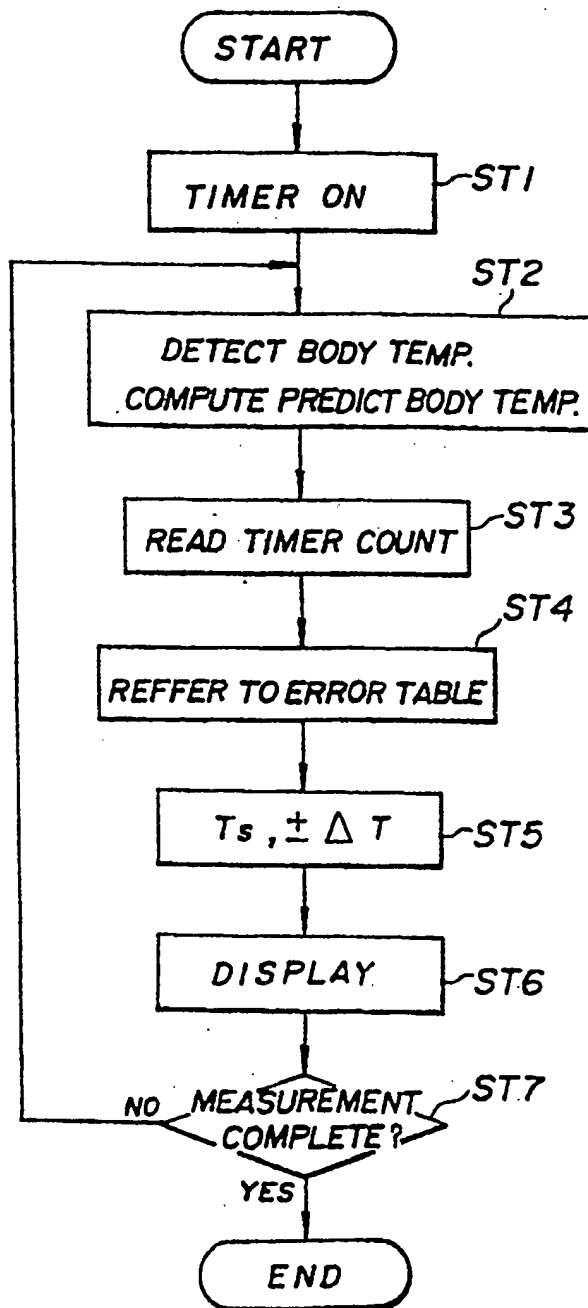 START
TIMER ON
ST1
ST2
DETECT BODY TEMP.
COMPUTE PREDICT BODY TEMP.
READ TIMER COUNT
ST3
ST4
REFFER TO ERROR TABLE
Ts, ± Δ T
ST5
DISPLAY
ST6
NO
MEASUREMENT
COMPLETE?
ST7
YES
END